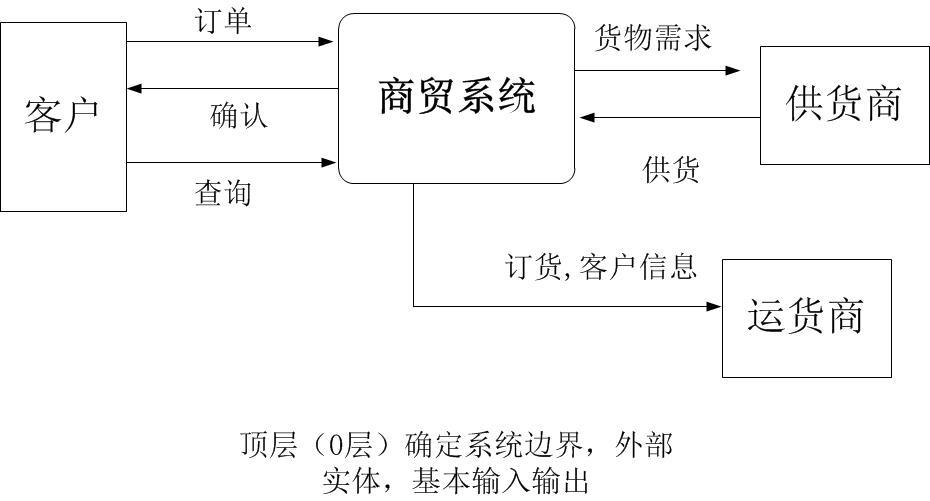 订单
货物需求
客户
商贸系统
供货商
确认
供货
查询
订货,客户信息
运货商
顶层（0层）确定系统边界，外部
实体，基本输入输出